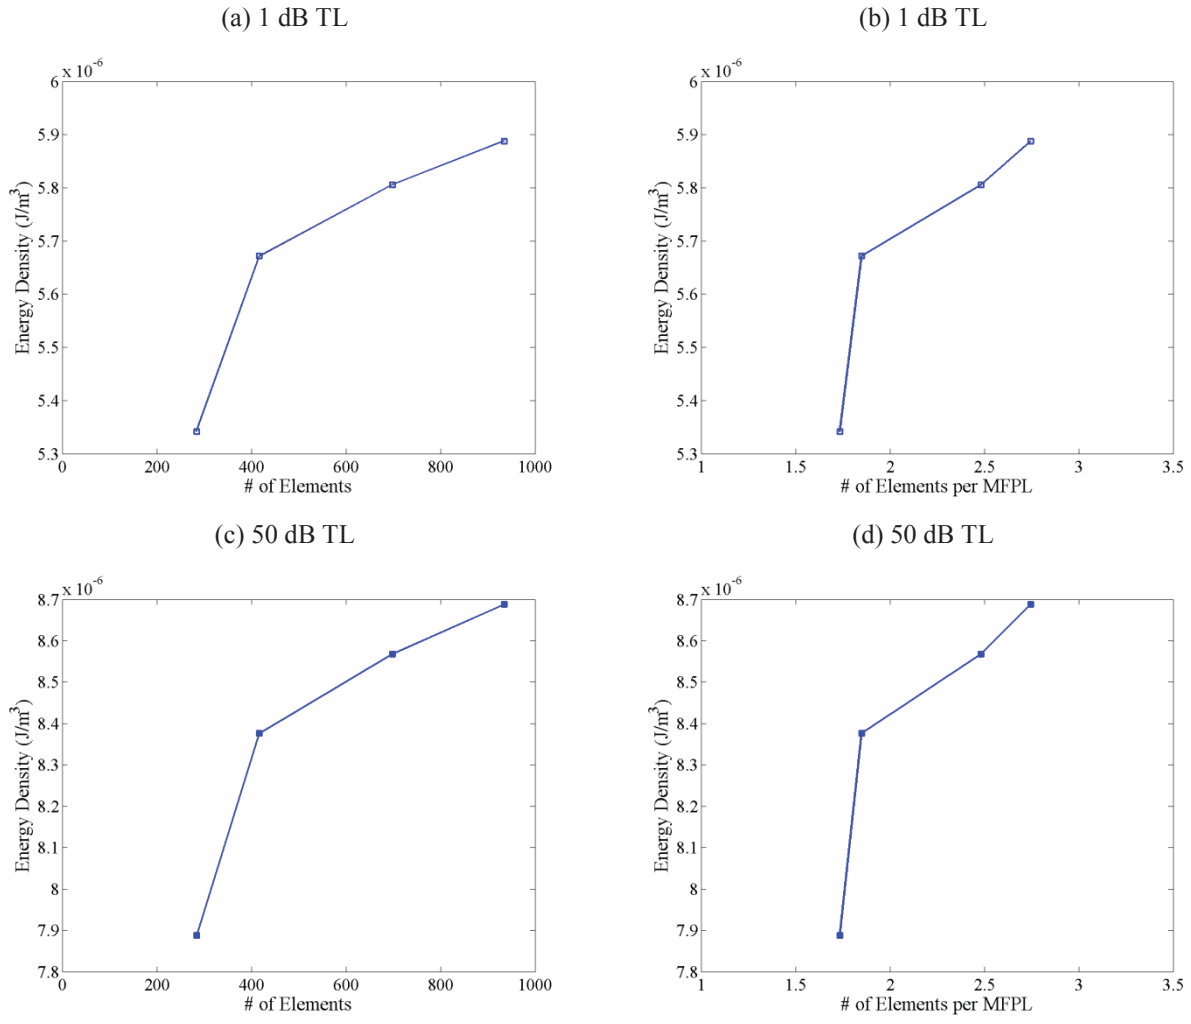 (a) 1 dB TL
(b) 1 dB TL
x 10⁻⁶
6
5.9
5.8
5.7
5.6
5.5
5.4
5.3
Energy Density (J/m³)
0 200 400 600 800 1000
# of Elements
x 10⁻⁶
6
5.9
5.8
5.7
5.6
5.5
5.4
5.3
Energy Density (J/m³)
1 1.5 2 2.5 3 3.5
# of Elements per MFPL
(c) 50 dB TL
(d) 50 dB TL
x 10⁻⁶
8.7
8.6
8.5
8.4
8.3
8.2
8.1
8
7.9
7.8
Energy Density (J/m³)
0 200 400 600 800 1000
# of Elements
x 10⁻⁶
8.7
8.6
8.5
8.4
8.3
8.2
8.1
8
7.9
7.8
Energy Density (J/m³)
1 1.5 2 2.5 3 3.5
# of Elements per MFPL